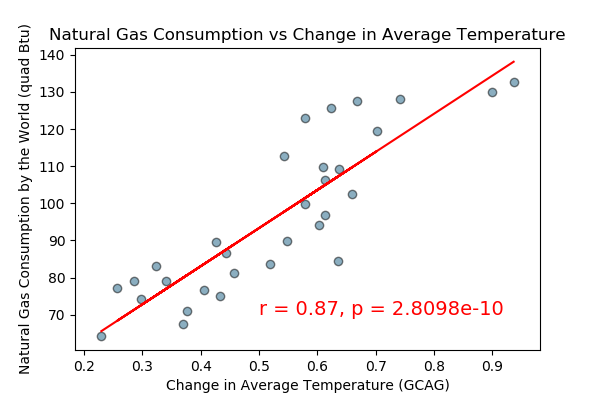 Natural Gas Consumption vs Change in Average Temperature
Natural Gas Consumption by the World (quad Btu)
140
130
120
110
100
90
80
70
r = 0.87, p = 2.8098e-10
0.2 0.3 0.4 0.5 0.6 0.7 0.8 0.9
Change in Average Temperature (GCAG)